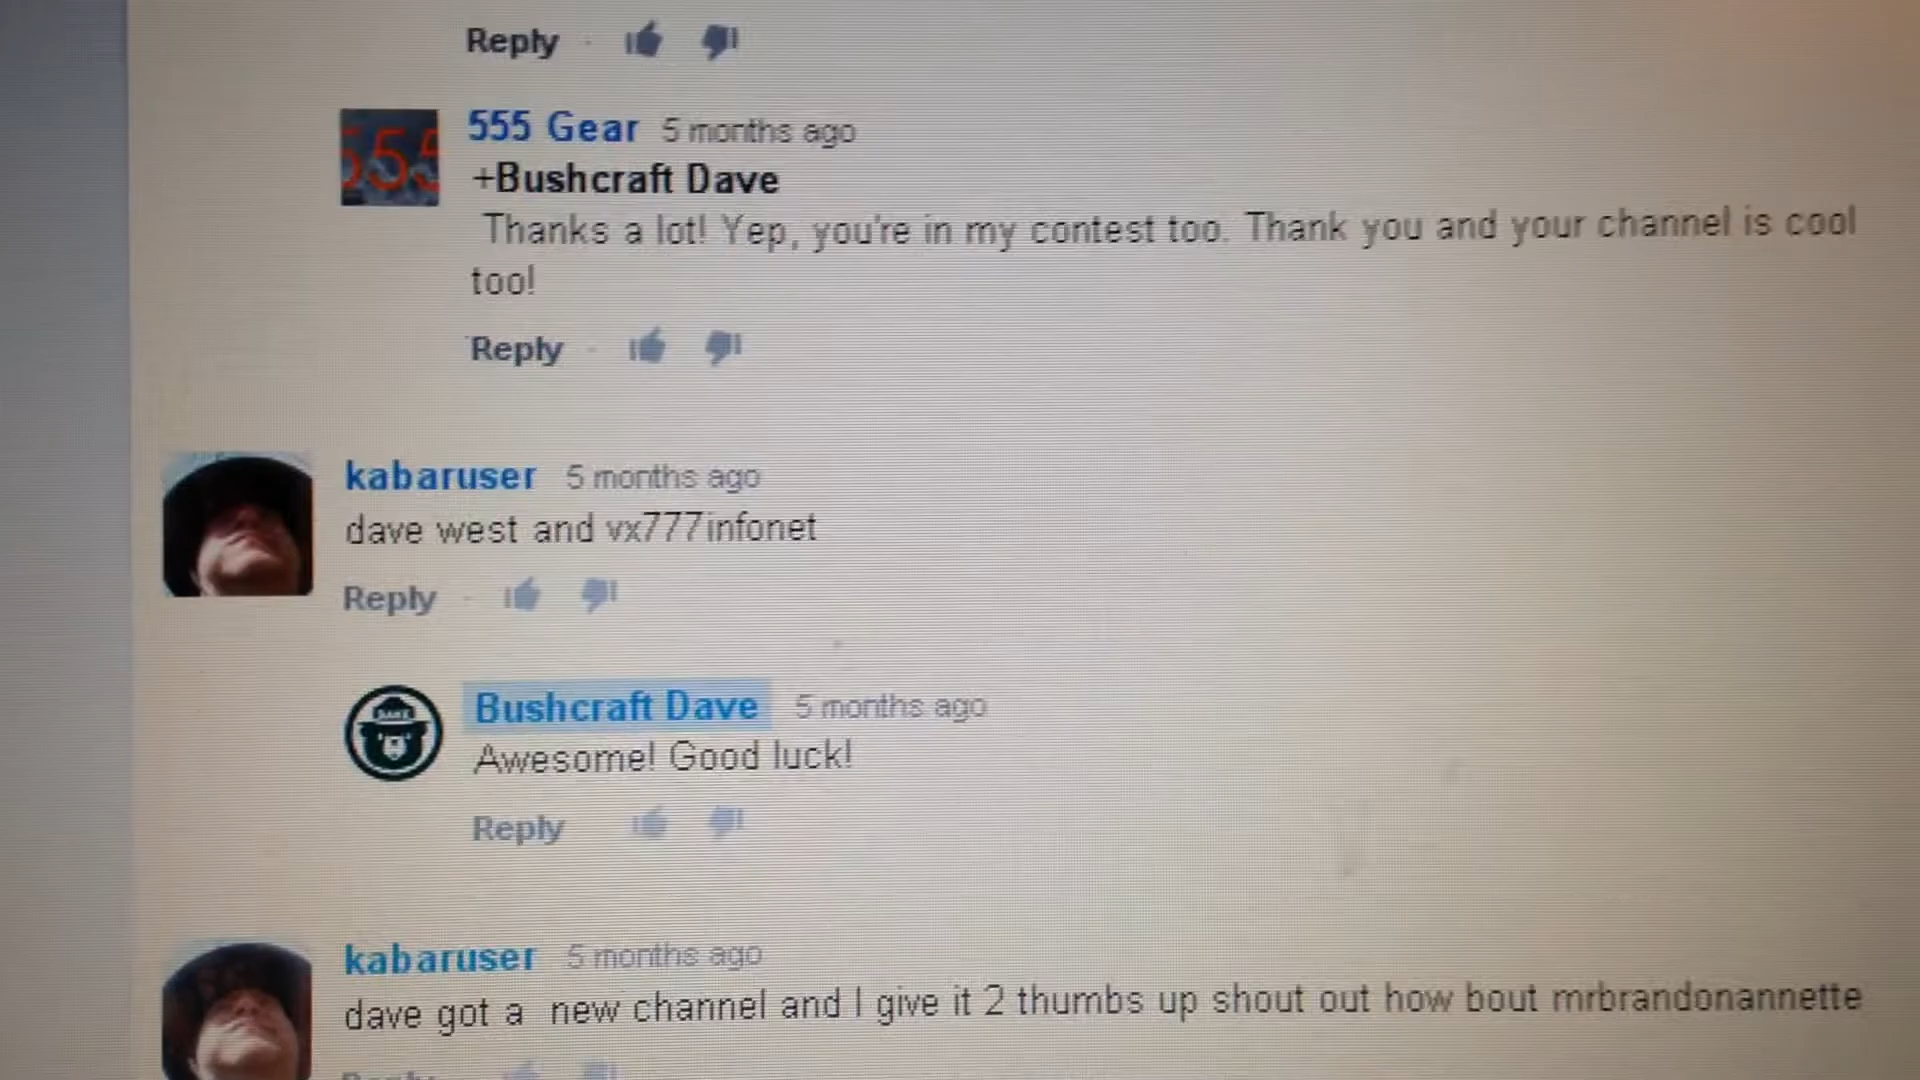 Reply
555
555 Gear 5 months ago
+Bushcraft Dave
Thanks a lot! Yep, you're in my contest too. Thank you and your channel is cool
too!
Reply
kabaruser 5 months ago
dave west and vx777infonet
Reply
Bushcraft Dave 5 months ago
Awesome! Good luck!
Reply
kabaruser 5 months ago
dave got a new channel and I give it 2 thumbs up shout out how bout mrbrandonannette
Reply